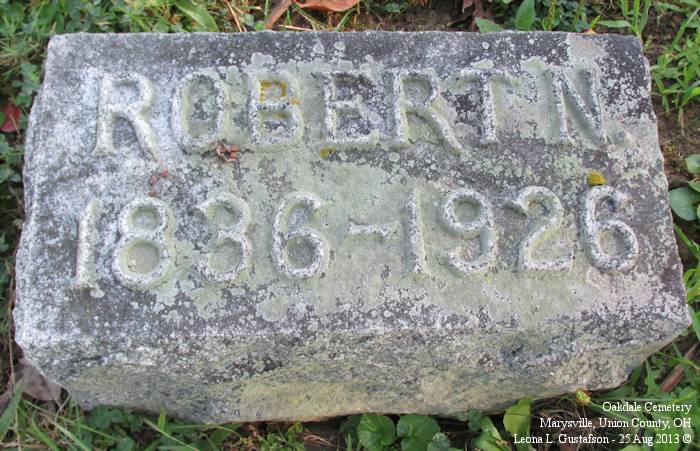 ROBERT N.
1836-1926
Oakdale Cemetery
Marysville, Union County, OH
Leona L. Gustafson - 25 Aug 2013 ©